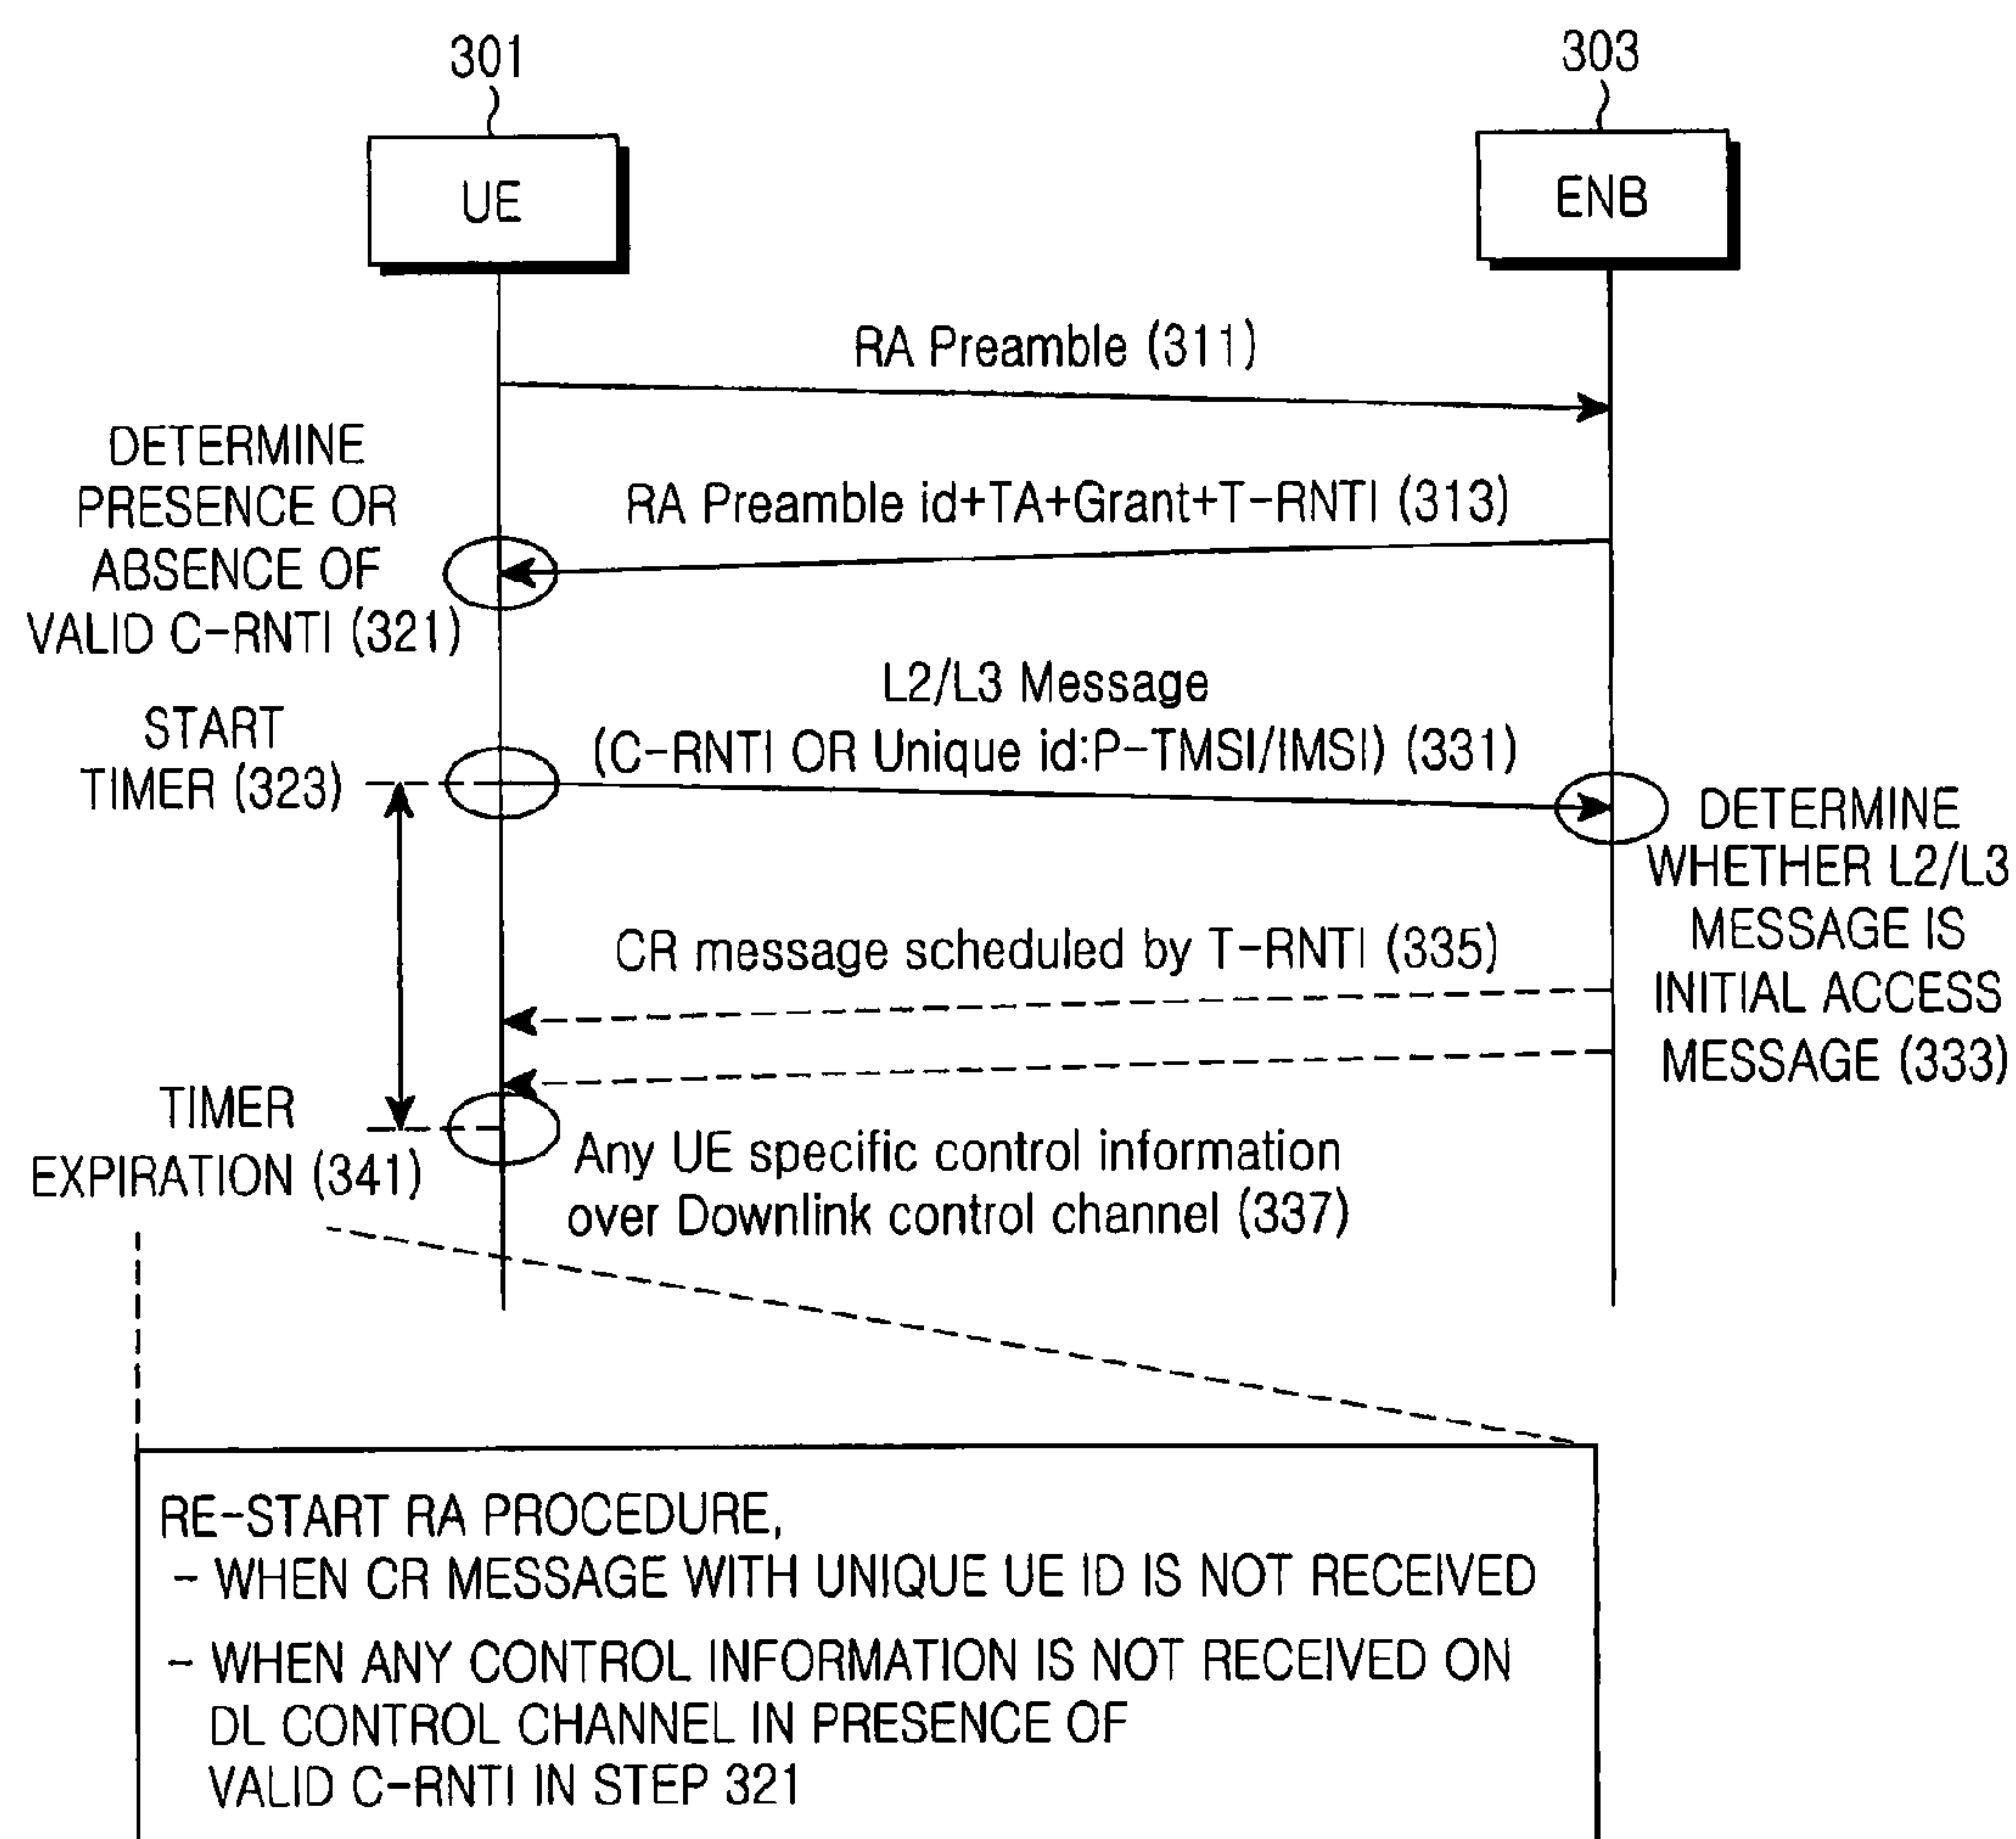 301
303
UE
ENB
RA Preamble (311)
DETERMINE
PRESENCE OR
ABSENCE OF
VALID C-RNTI (321)
RA Preamble id+TA+Grant+T-RNTI (313)
L2/L3 Message
(C-RNTI OR Unique id:P-TMSI/IMSI) (331)
START
TIMER (323)
DETERMINE
WHETHER L2/L3
MESSAGE IS
INITIAL ACCESS
MESSAGE (333)
CR message scheduled by T-RNTI (335)
TIMER
EXPIRATION (341)
Any UE specific control information
over Downlink control channel (337)
RE-START RA PROCEDURE,
- WHEN CR MESSAGE WITH UNIQUE UE ID IS NOT RECEIVED
- WHEN ANY CONTROL INFORMATION IS NOT RECEIVED ON
DL CONTROL CHANNEL IN PRESENCE OF
VALID C-RNTI IN STEP 321